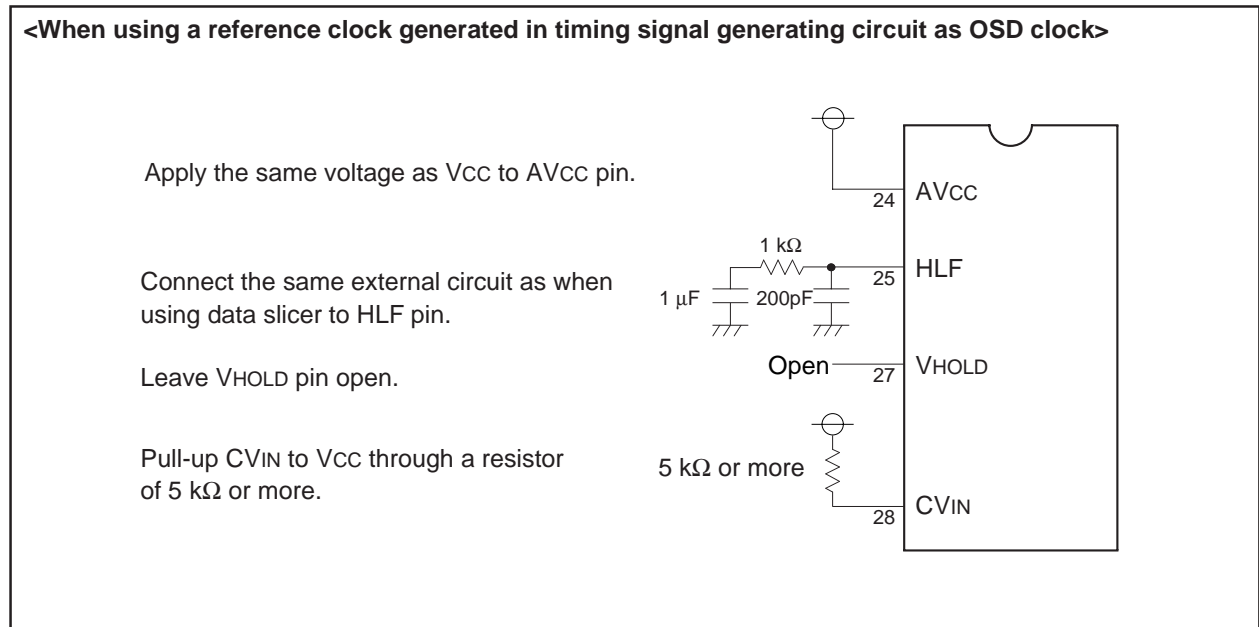 <When using a reference clock generated in timing signal generating circuit as OSD clock>
Apply the same voltage as VCC to AVCC pin.
24
AVCC
Connect the same external circuit as when
using data slicer to HLF pin.
1 kΩ
1 μF
200pF
25
HLF
Leave VHOLD pin open.
Open
27
VHOLD
Pull-up CVIN to VCC through a resistor
of 5 kΩ or more.
5 kΩ or more
28
CVIN